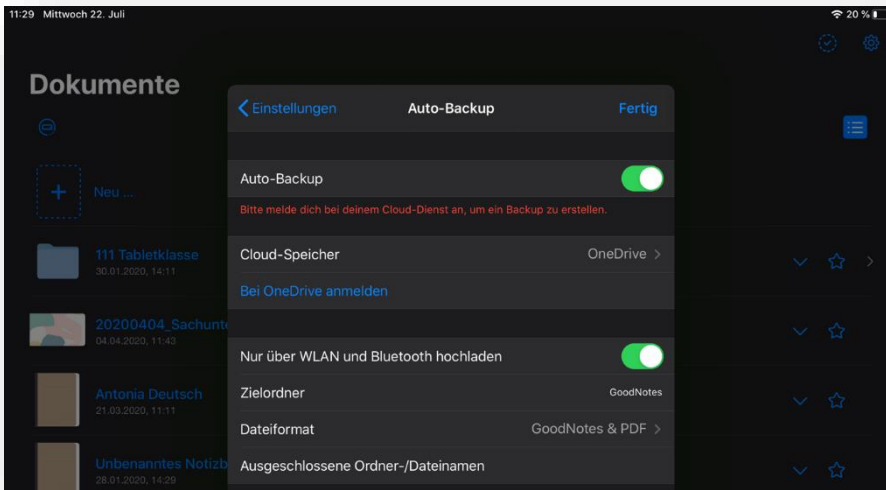 11:29 Mittwoch 22. Juli
20 %
Dokumente
Einstellungen
Auto-Backup
Fertig
Auto-Backup
Bitte melde dich bei deinem Cloud-Dienst an, um ein Backup zu erstellen.
Neu ...
111 Tabletklasse
30.01.2020, 14:11
Cloud-Speicher
OneDrive
Bei OneDrive anmelden
20200404_Sachunte
04.04.2020, 11:43
Nur über WLAN und Bluetooth hochladen
Zielordner
GoodNotes
Antonia Deutsch
21.03.2020, 11:11
Dateiformat
GoodNotes & PDF
Ausgeschlossene Ordner-/Dateinamen
Unbenanntes Notizb
28.01.2020, 14:29